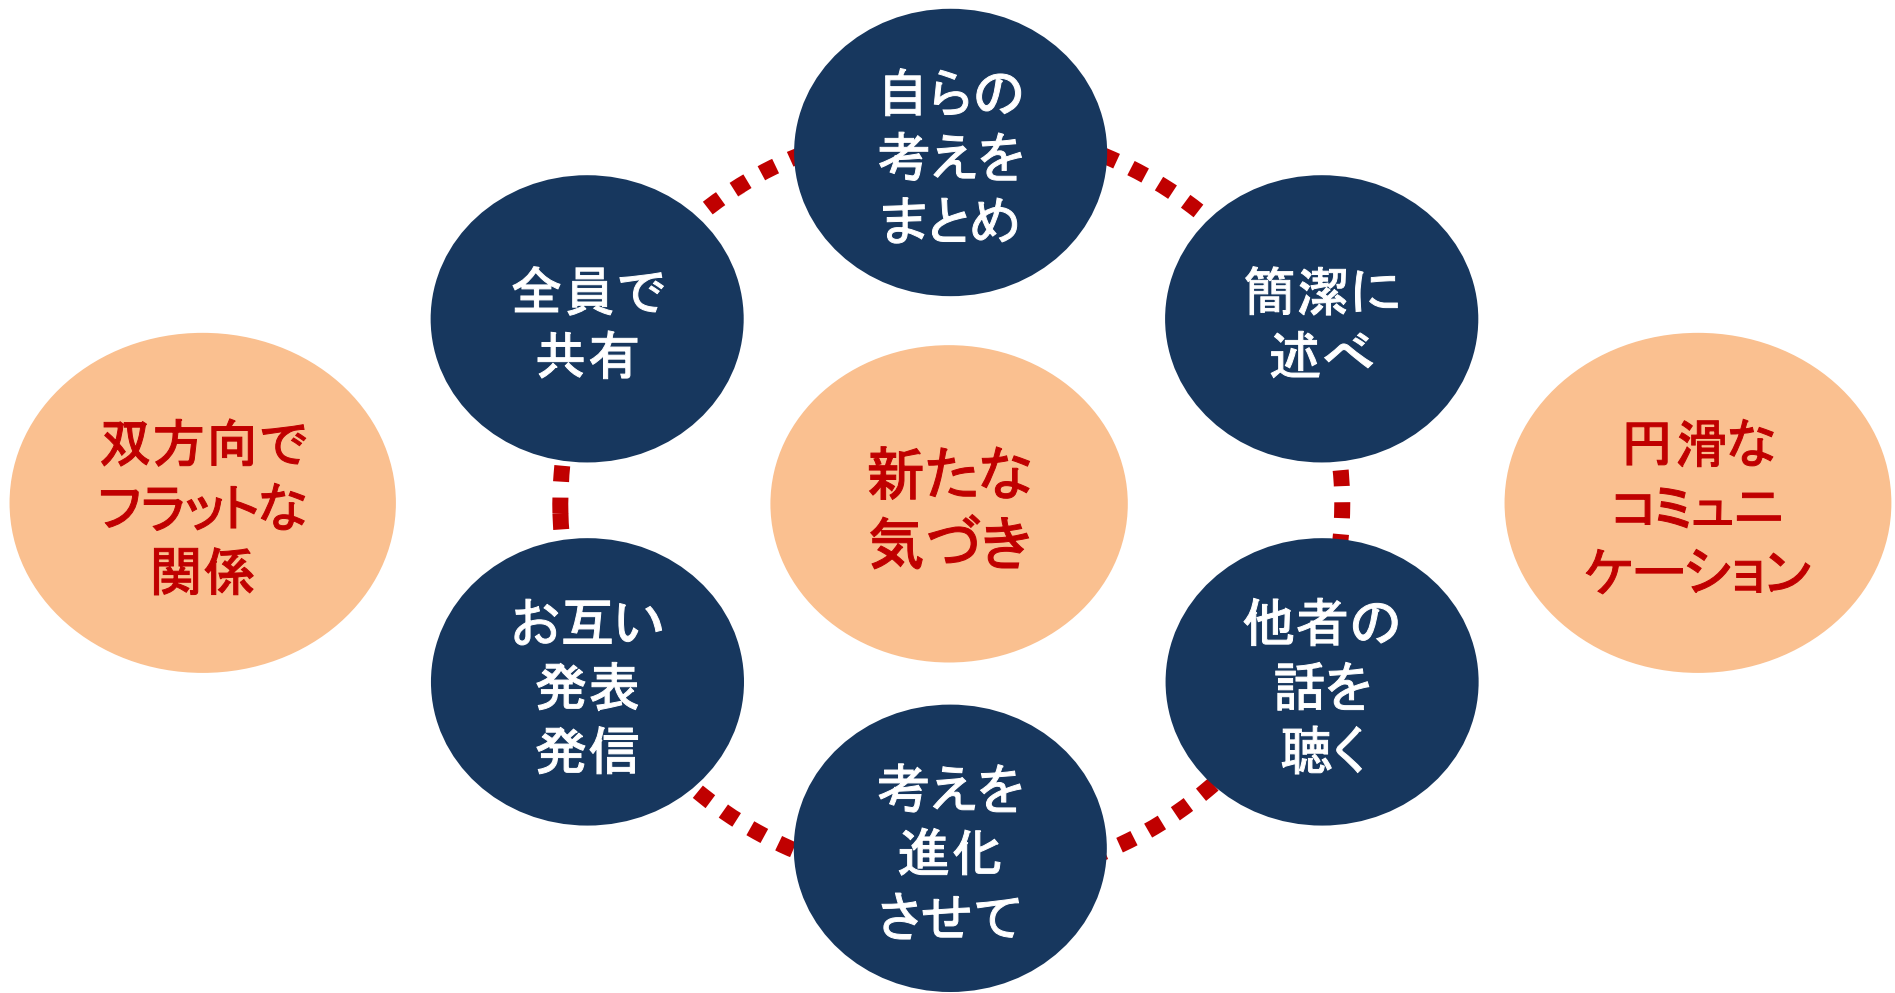 自らの
考えを
まとめ
簡潔に
述べ
他者の
話を
聴く
考えを
進化
させて
お互い
発表
発信
全員で
共有
新たな
気づき
双方向で
フラットな
関係
円滑な
コミュニ
ケーション